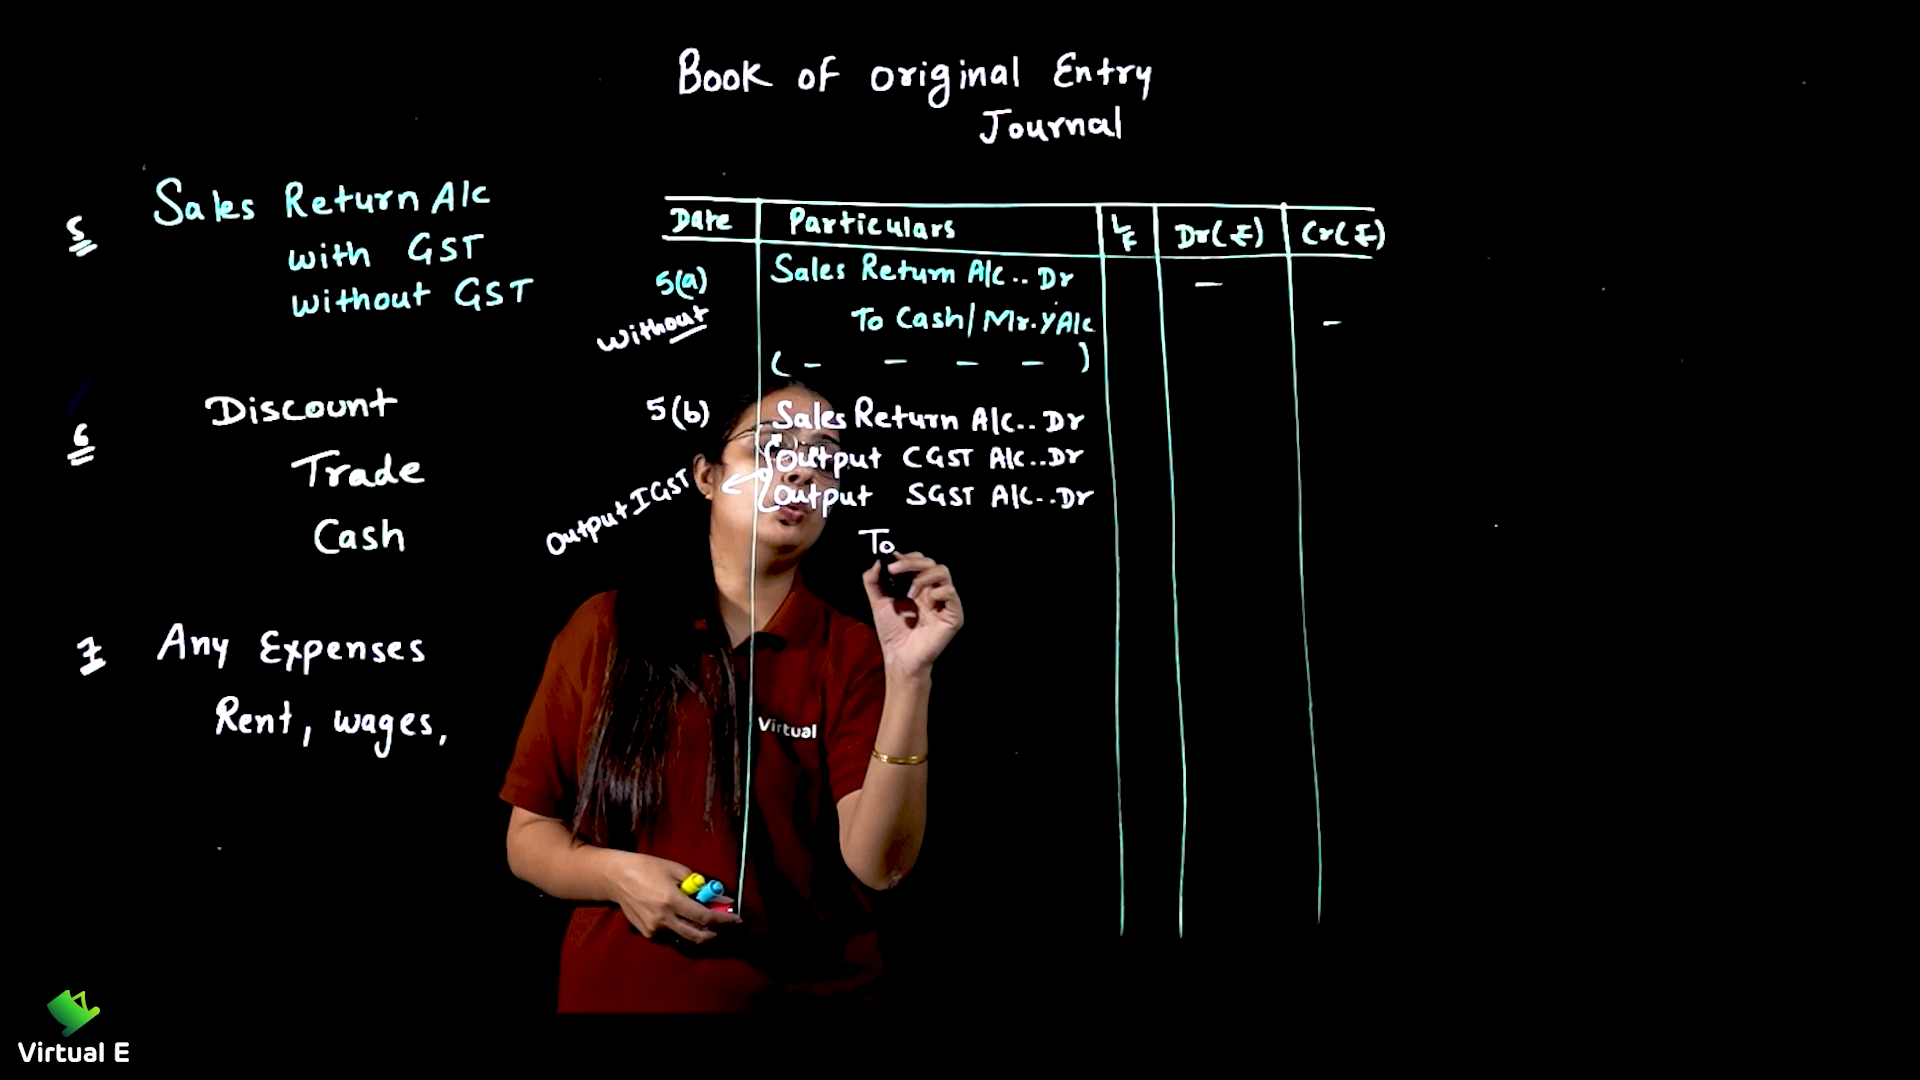 Book of original Entry
Journal
5 Sales Return A/c
with GST
without GST
6 Discount
Trade
Cash
7 Any Expenses
Rent, wages,
Date Particulars LF Dr(₹) Cr(₹)
5(a) Sales Return A/c.. Dr —
without To Cash/Mr.Y A/c -
( - - - - )
5(b) Sales Return A/c.. Dr
Output CGST A/c..Dr
Output SGST A/c..Dr
Output IGST
To
Virtual
Virtual E